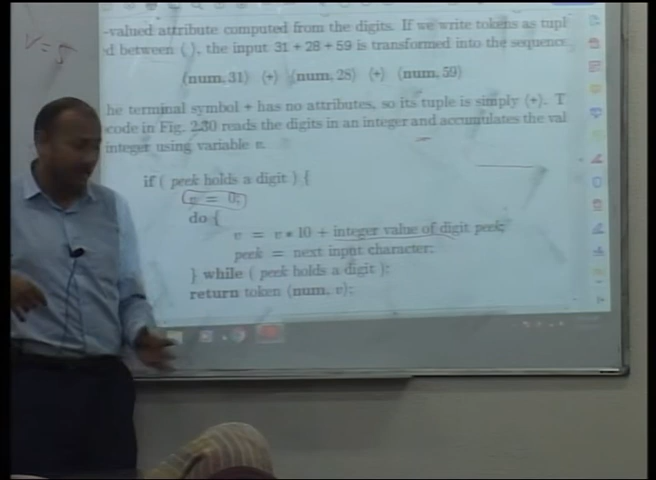 -valued attribute computed from the digits. If we write tokens as tupl
d between ⟨ ⟩, the input 31 + 28 + 59 is transformed into the sequence
⟨num, 31⟩ ⟨+⟩ ⟨num, 28⟩ ⟨+⟩ ⟨num, 59⟩
he terminal symbol + has no attributes, so its tuple is simply ⟨+⟩. T
code in Fig. 2.30 reads the digits in an integer and accumulates the val
integer using variable v.
if ( peek holds a digit ) {
v = 0;
do {
v = v * 10 + integer value of digit peek;
peek = next input character;
} while ( peek holds a digit );
return token ⟨num, v⟩;
v = 5